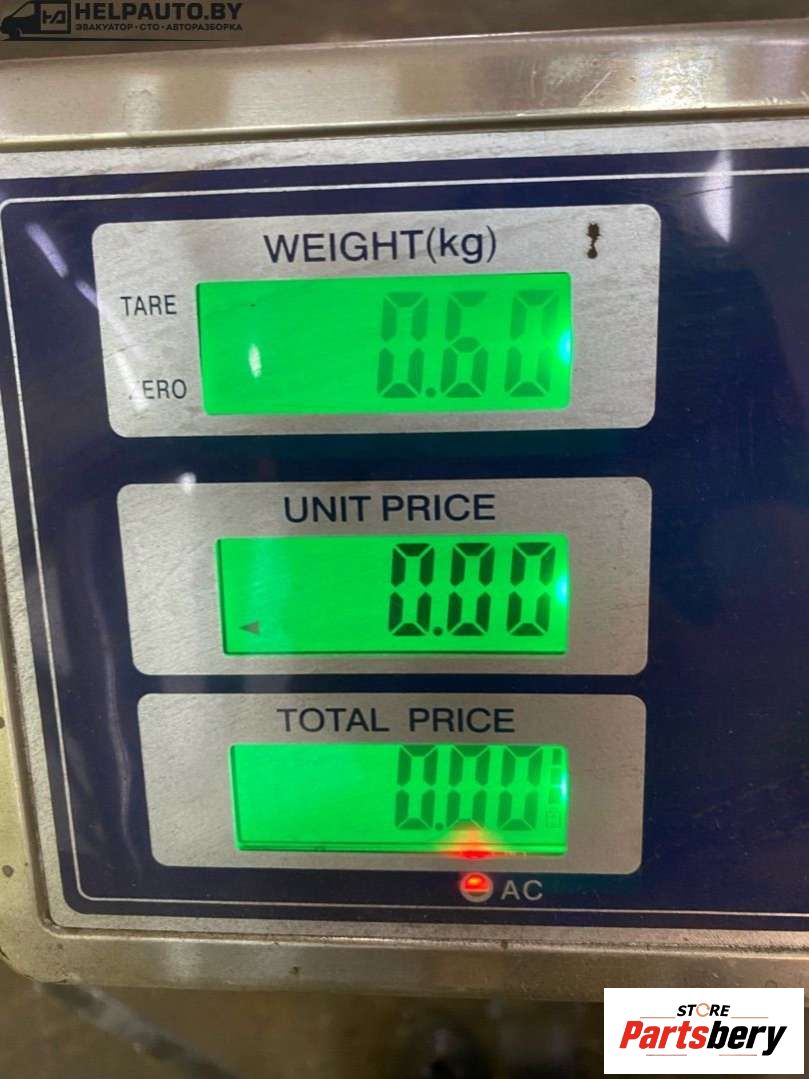 HELPAUTO.BY
ЭВАКУАТОР • СТО • АВТОРАЗБОРКА
WEIGHT(kg)
TARE
0.60
ZERO
UNIT PRICE
0.00
TOTAL PRICE
0.00
AC
STORE
Partsbery